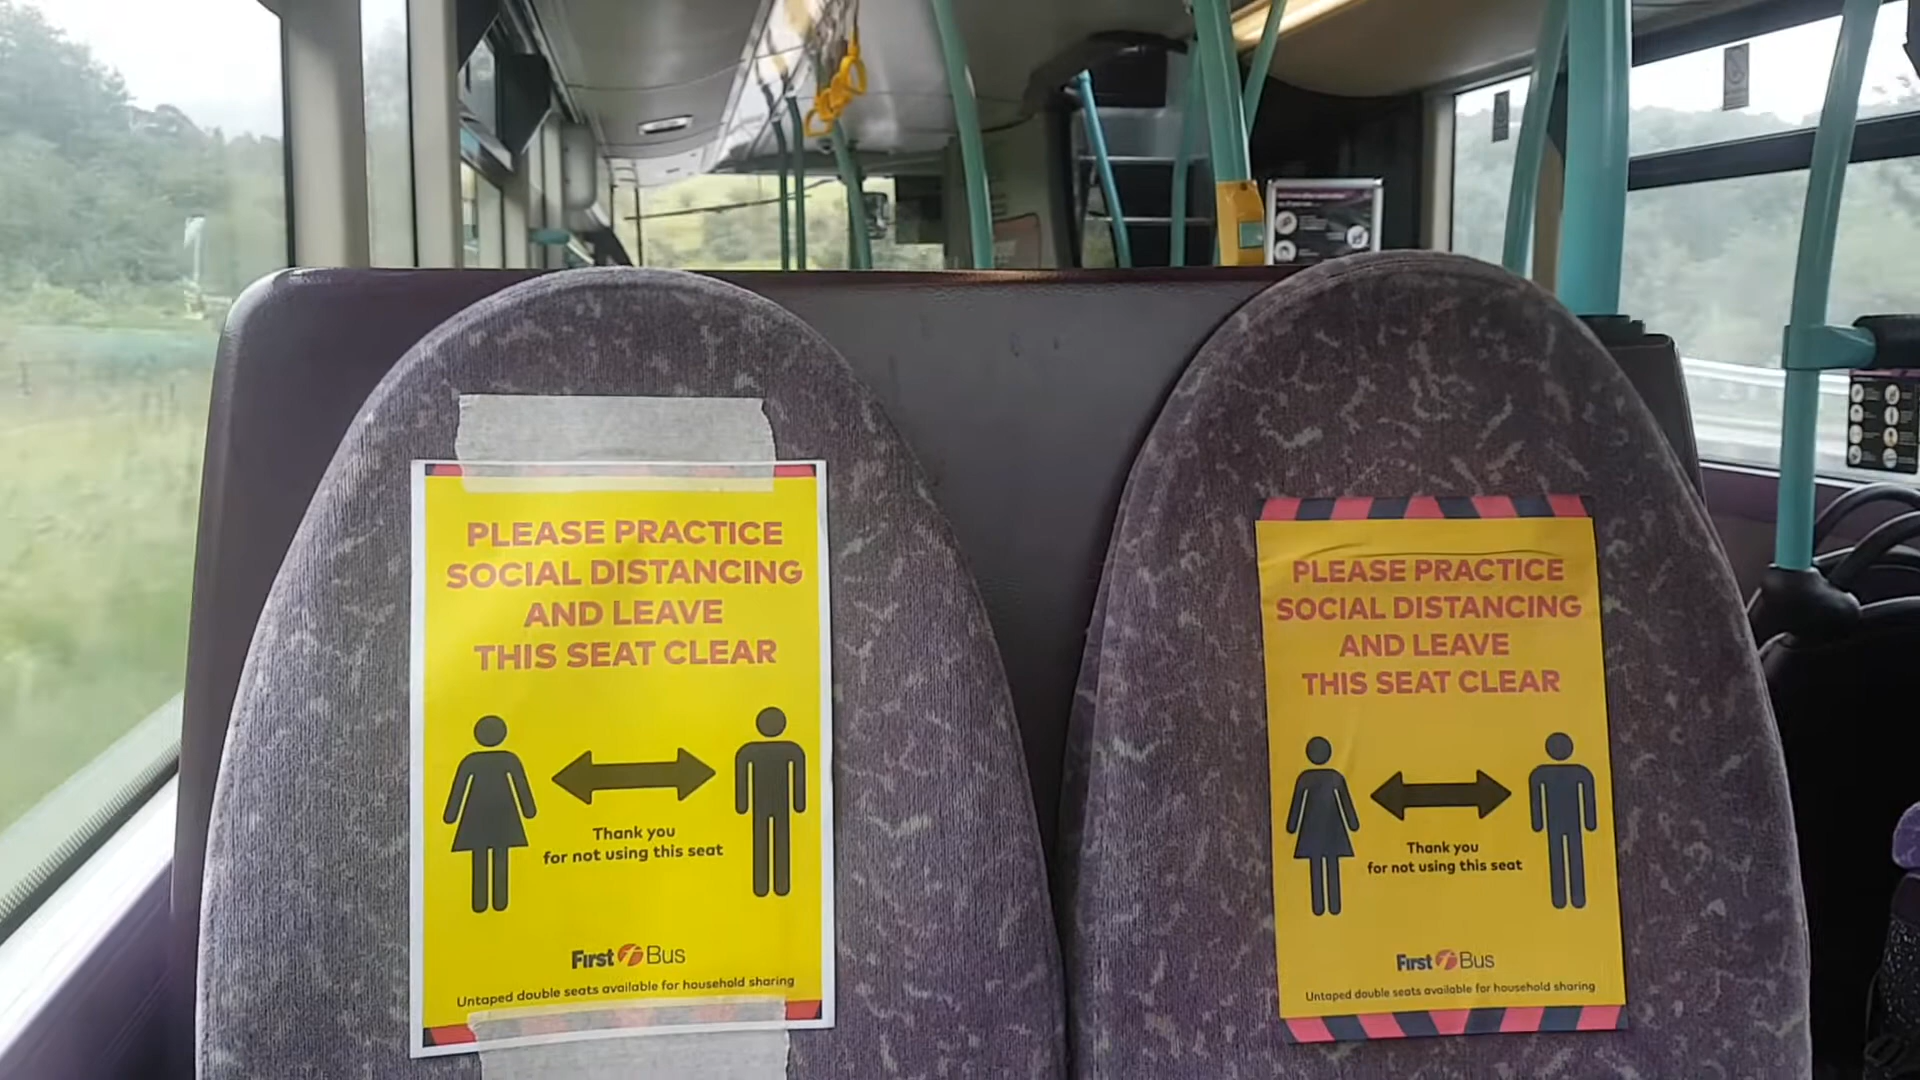 PLEASE PRACTICE
SOCIAL DISTANCING
AND LEAVE
THIS SEAT CLEAR
Thank you
for not using this seat
First Bus
Untaped double seats available for household sharing
PLEASE PRACTICE
SOCIAL DISTANCING
AND LEAVE
THIS SEAT CLEAR
Thank you
for not using this seat
First Bus
Untaped double seats available for household sharing